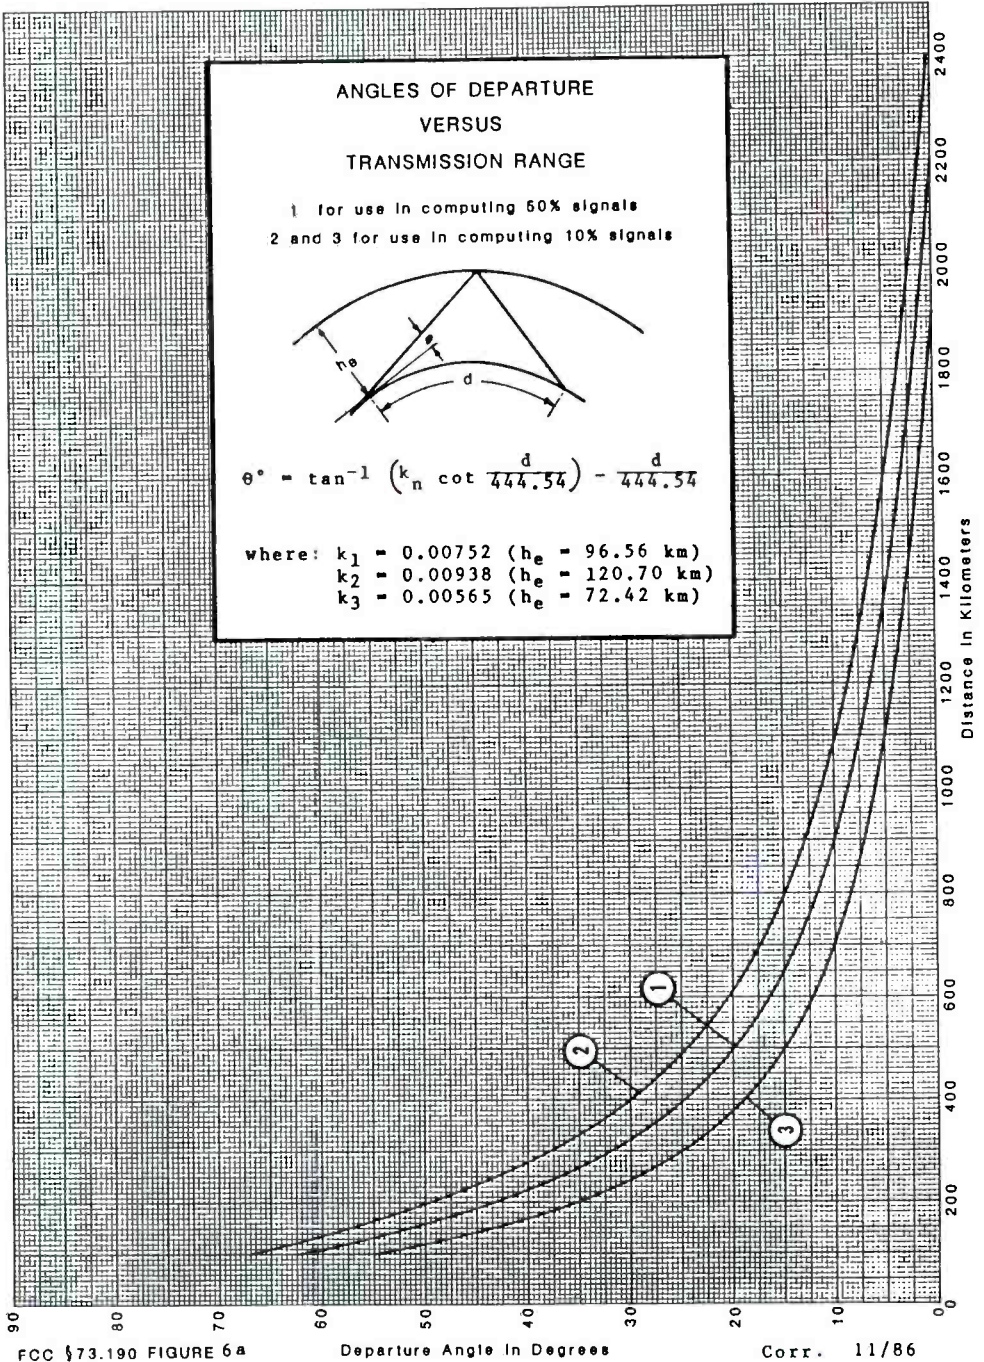 ANGLES OF DEPARTURE
VERSUS
TRANSMISSION RANGE
1 for use in computing 50% signals
2 and 3 for use in computing 10% signals
he
θ
d
θ° = tan⁻¹ (kn cot d/444.54) - d/444.54
where: k1 = 0.00752 (he = 96.56 km)
k2 = 0.00938 (he = 120.70 km)
k3 = 0.00565 (he = 72.42 km)
1
2
3
2400
2200
2000
1800
1600
1400
1200
1000
800
600
400
200
0
Distance in Kilometers
90
80
70
60
50
40
30
20
10
0
Departure Angle in Degrees
FCC §73.190 FIGURE 6a
Corr. 11/86